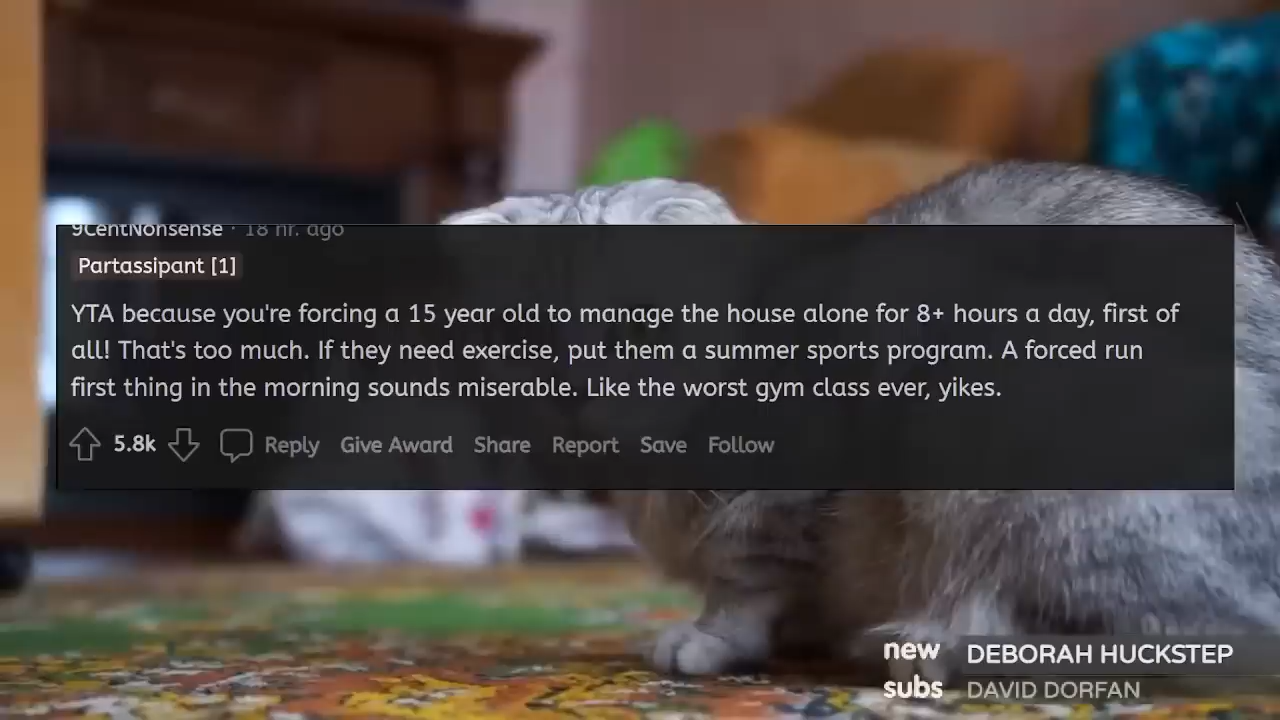 9CentNonsense · 18 hr. ago
Partassipant [1]
YTA because you're forcing a 15 year old to manage the house alone for 8+ hours a day, first of
all! That's too much. If they need exercise, put them a summer sports program. A forced run
first thing in the morning sounds miserable. Like the worst gym class ever, yikes.
5.8k Reply Give Award Share Report Save Follow
new DEBORAH HUCKSTEP
subs DAVID DORFAN